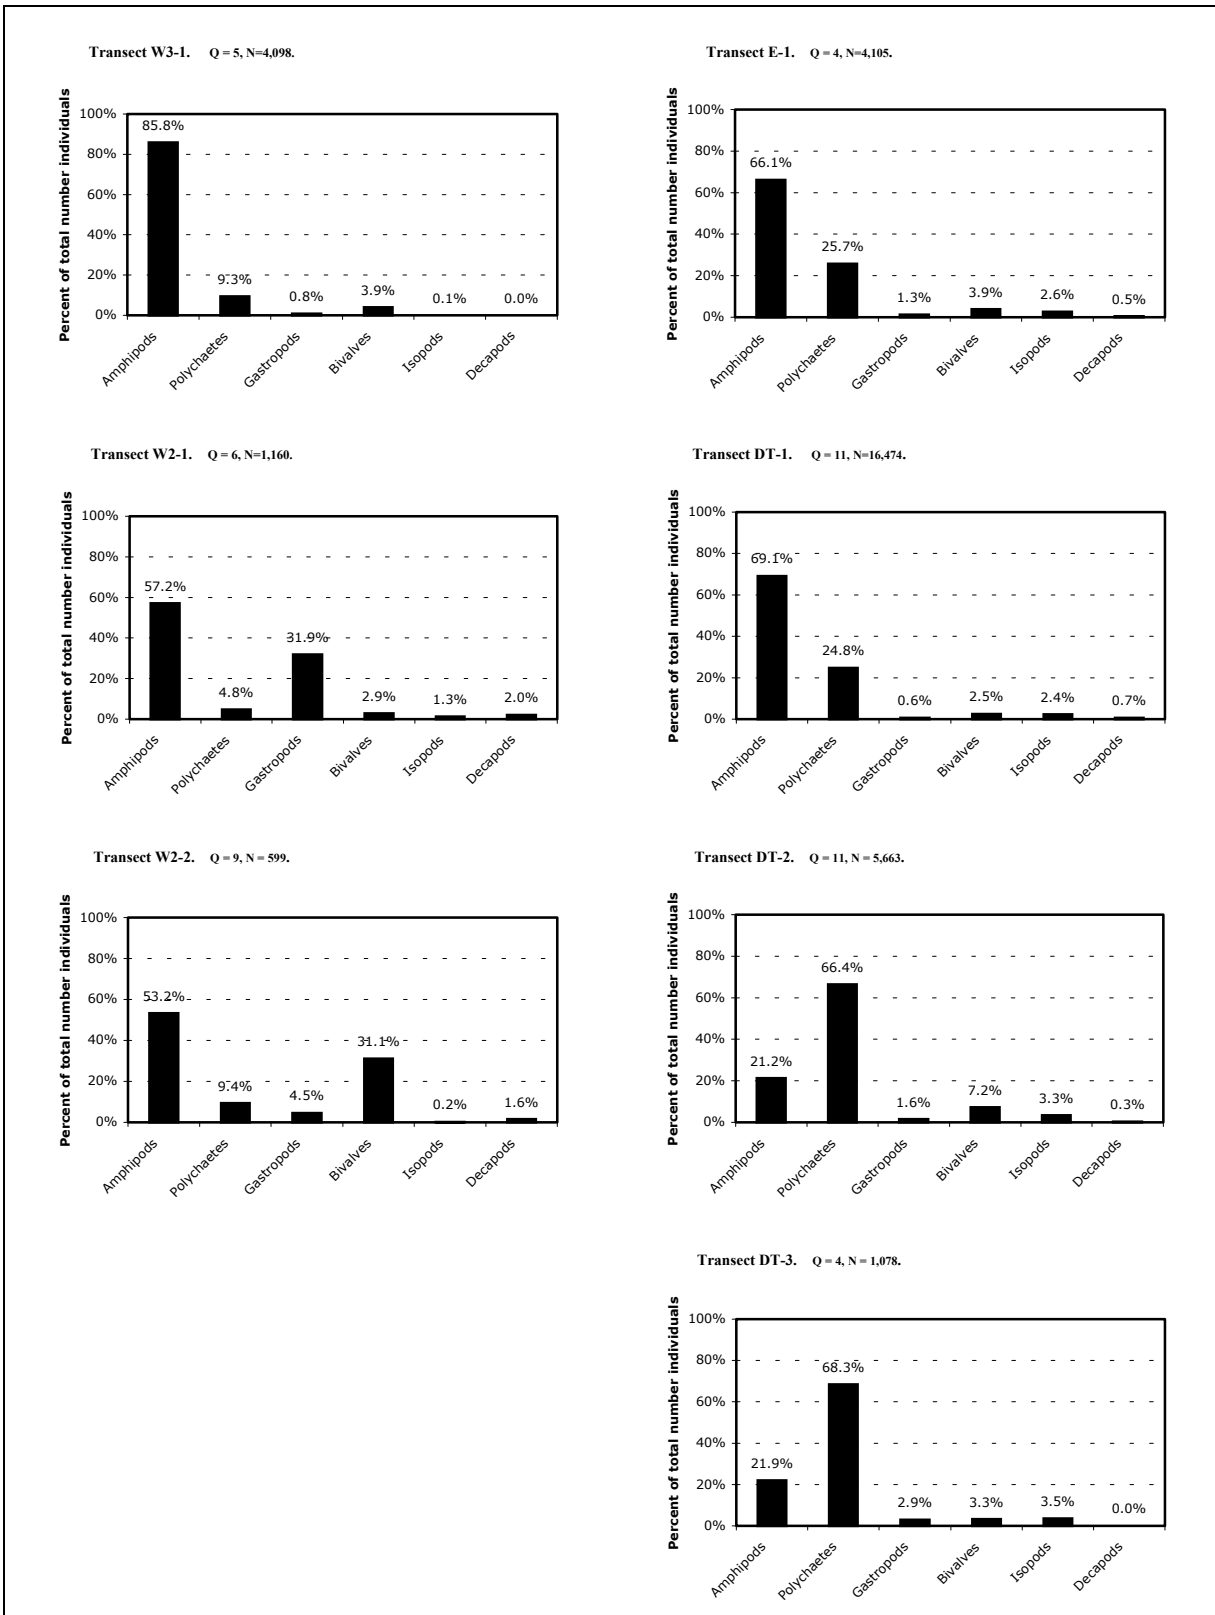 Transect W3-1. Q = 5, N=4,098.
Percent of total number individuals
100%
80%
60%
40%
20%
0%
85.8%
9.3%
0.8%
3.9%
0.1%
0.0%
Amphipods
Polychaetes
Gastropods
Bivalves
Isopods
Decapods
Transect E-1. Q = 4, N=4,105.
Percent of total number individuals
100%
80%
60%
40%
20%
0%
66.1%
25.7%
1.3%
3.9%
2.6%
0.5%
Amphipods
Polychaetes
Gastropods
Bivalves
Isopods
Decapods
Transect W2-1. Q = 6, N=1,160.
Percent of total number individuals
100%
80%
60%
40%
20%
0%
57.2%
4.8%
31.9%
2.9%
1.3%
2.0%
Amphipods
Polychaetes
Gastropods
Bivalves
Isopods
Decapods
Transect DT-1. Q = 11, N=16,474.
Percent of total number individuals
100%
80%
60%
40%
20%
0%
69.1%
24.8%
0.6%
2.5%
2.4%
0.7%
Amphipods
Polychaetes
Gastropods
Bivalves
Isopods
Decapods
Transect W2-2. Q = 9, N = 599.
Percent of total number individuals
100%
80%
60%
40%
20%
0%
53.2%
9.4%
4.5%
31.1%
0.2%
1.6%
Amphipods
Polychaetes
Gastropods
Bivalves
Isopods
Decapods
Transect DT-2. Q = 11, N = 5,663.
Percent of total number individuals
100%
80%
60%
40%
20%
0%
21.2%
66.4%
1.6%
7.2%
3.3%
0.3%
Amphipods
Polychaetes
Gastropods
Bivalves
Isopods
Decapods
Transect DT-3. Q = 4, N = 1,078.
Percent of total number individuals
100%
80%
60%
40%
20%
0%
21.9%
68.3%
2.9%
3.3%
3.5%
0.0%
Amphipods
Polychaetes
Gastropods
Bivalves
Isopods
Decapods